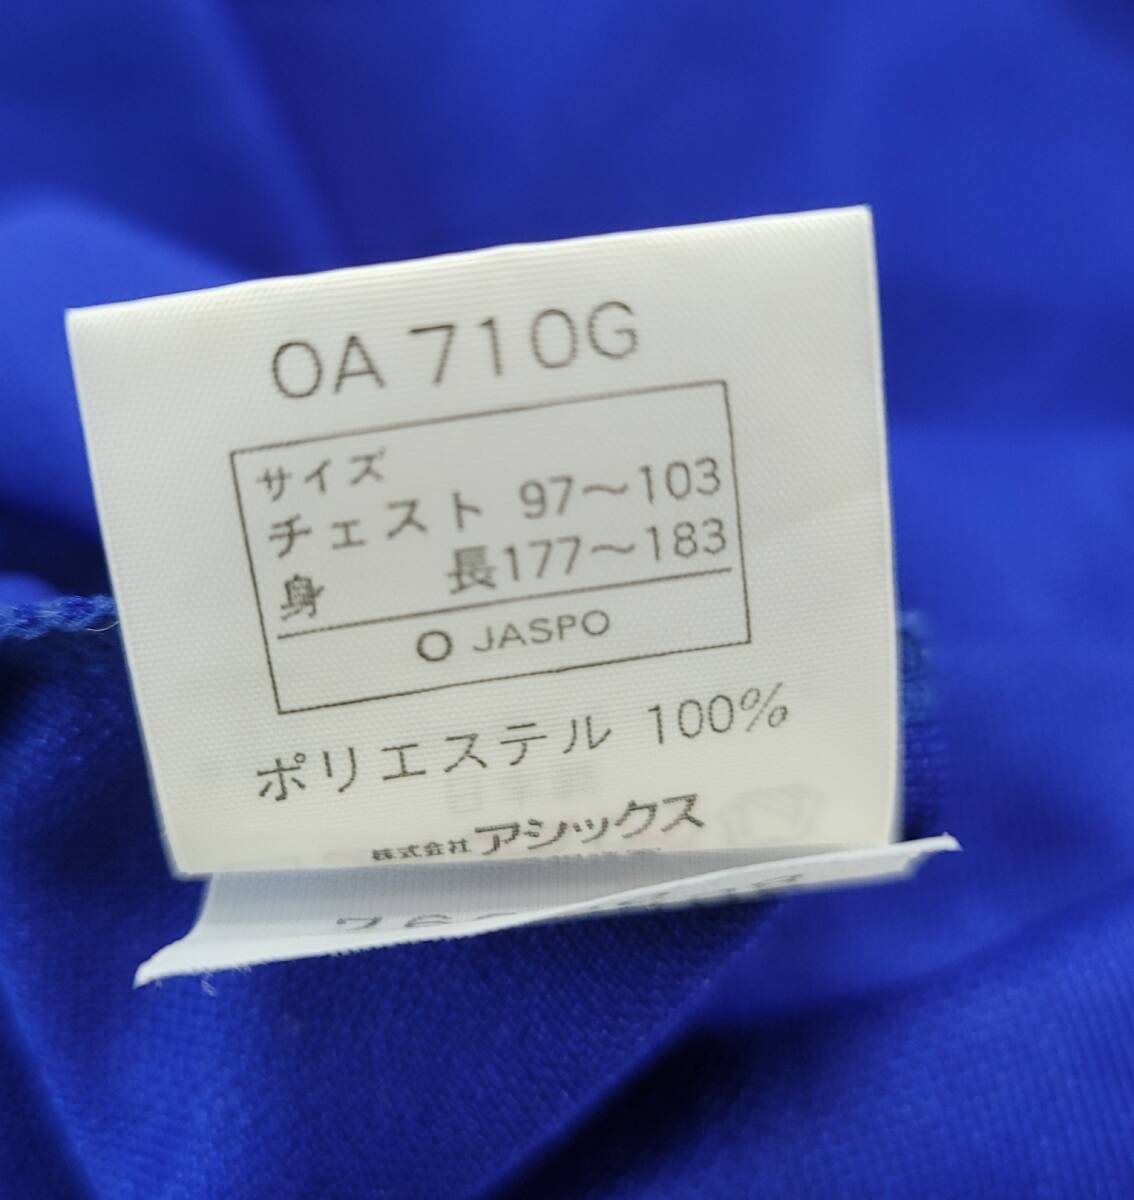 OA 710G
サイズ
チェスト 97～103
身 長177～183
O JASPO
ポリエステル 100%
株式会社 アシックス